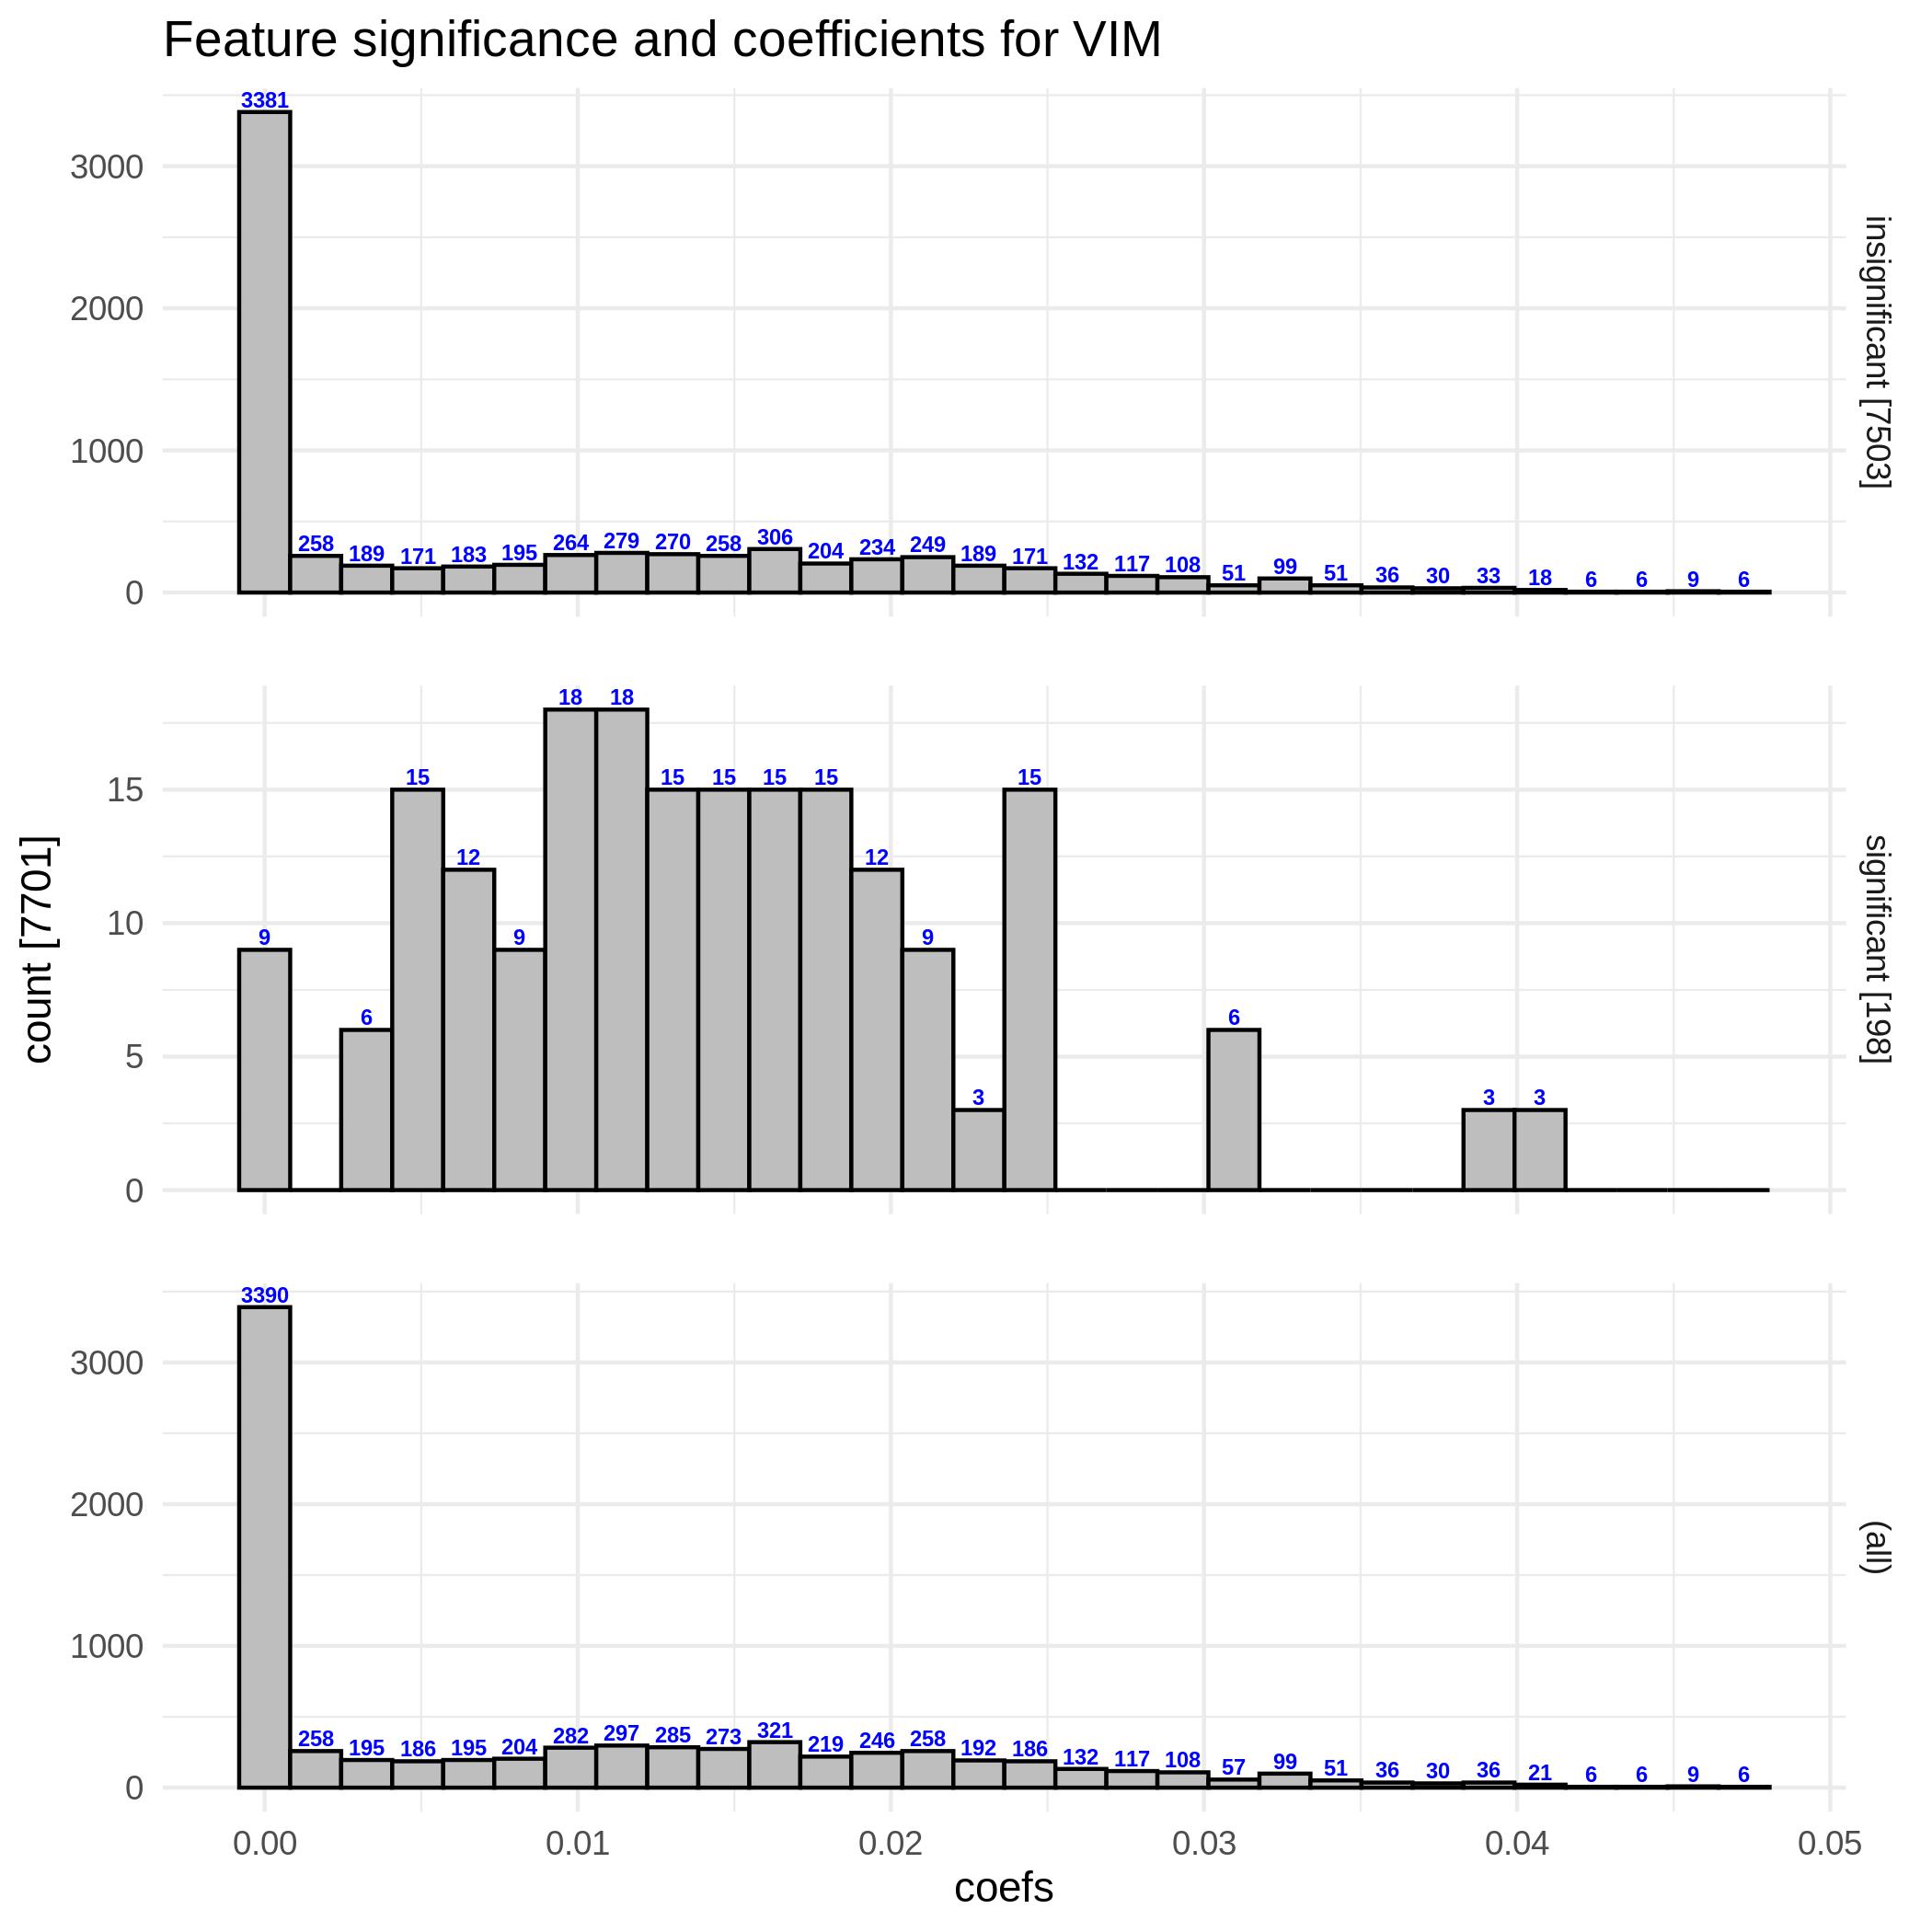 Feature significance and coefficients for VIM
3381
258 189 171 183 195 264 279 270 258 306 204 234 249 189 171 132 117 108 51 99 51 36 30 33 18 6 6 9 6
3000
2000
1000
0
insignificant [7503]
9 6 15 12 9 18 18 15 15 15 15 12 9 3 15 6 3 3
15
10
5
0
significant [198]
count [7701]
3390
258 195 186 195 204 282 297 285 273 321 219 246 258 192 186 132 117 108 57 99 51 36 30 36 21 6 6 9 6
3000
2000
1000
0
(all)
0.00 0.01 0.02 0.03 0.04 0.05
coefs